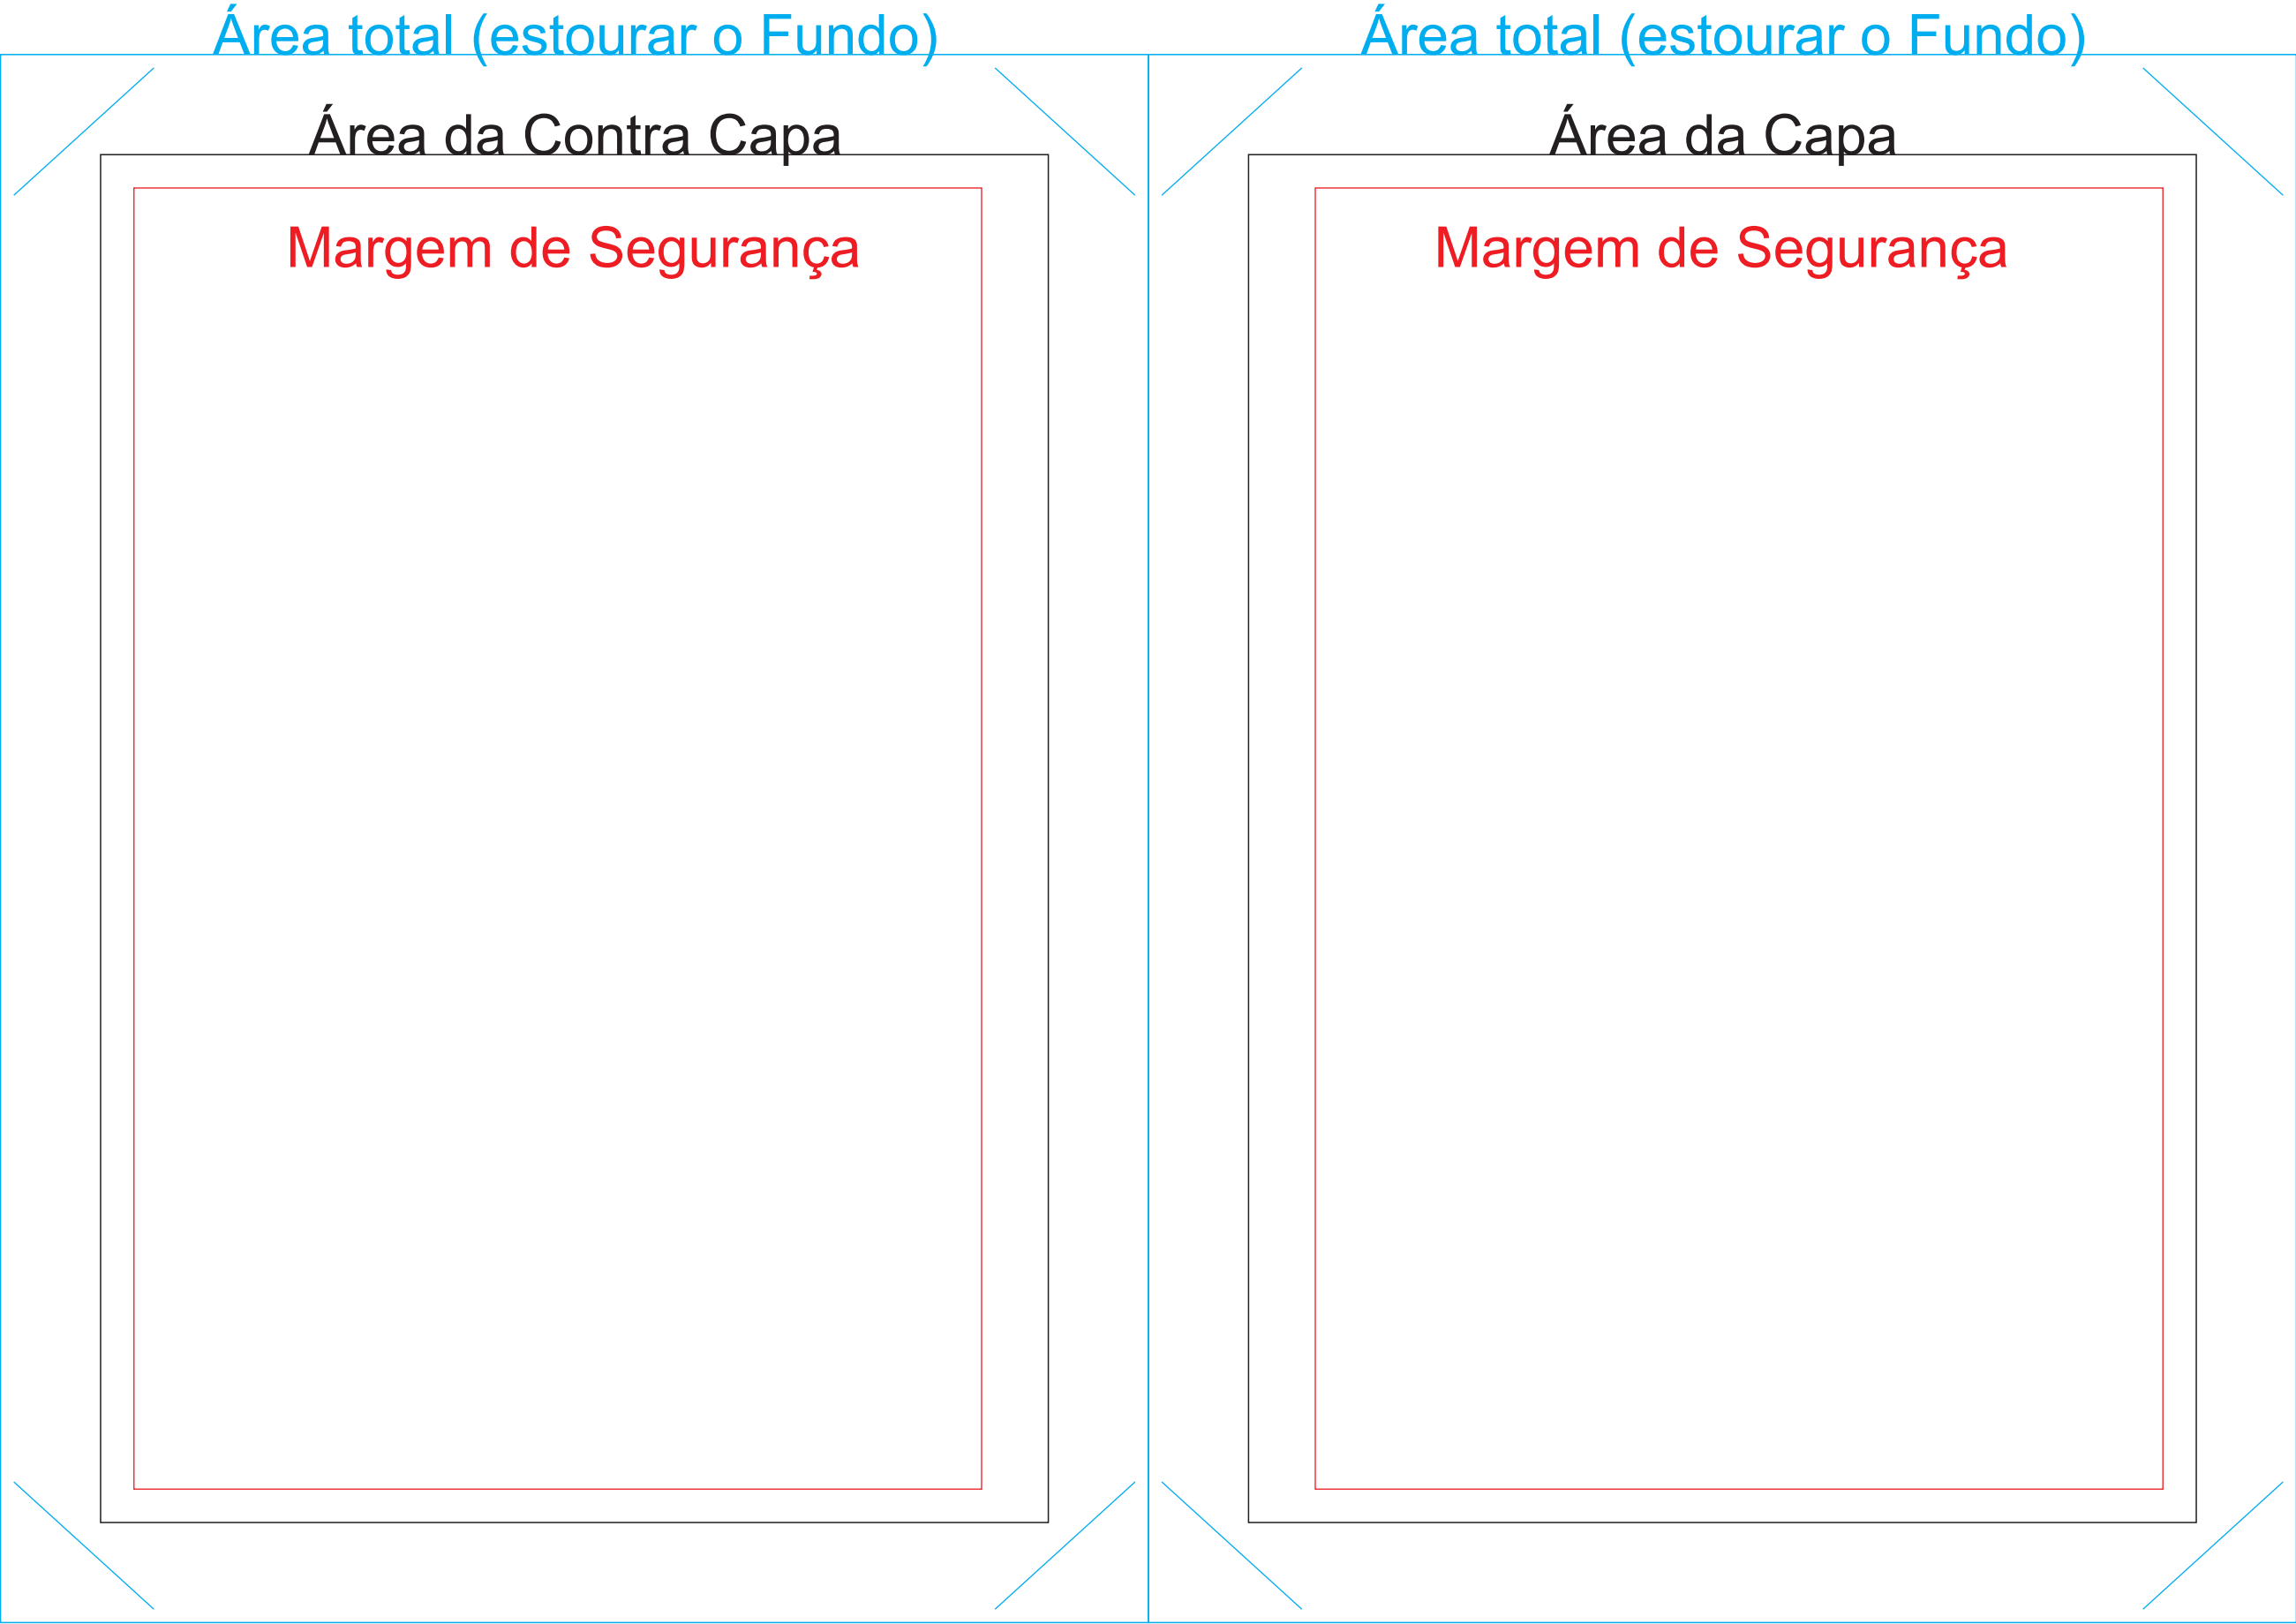 Área total (estourar o Fundo)
Área da Contra Capa
Margem de Segurança
Área total (estourar o Fundo)
Área da Capa
Margem de Segurança